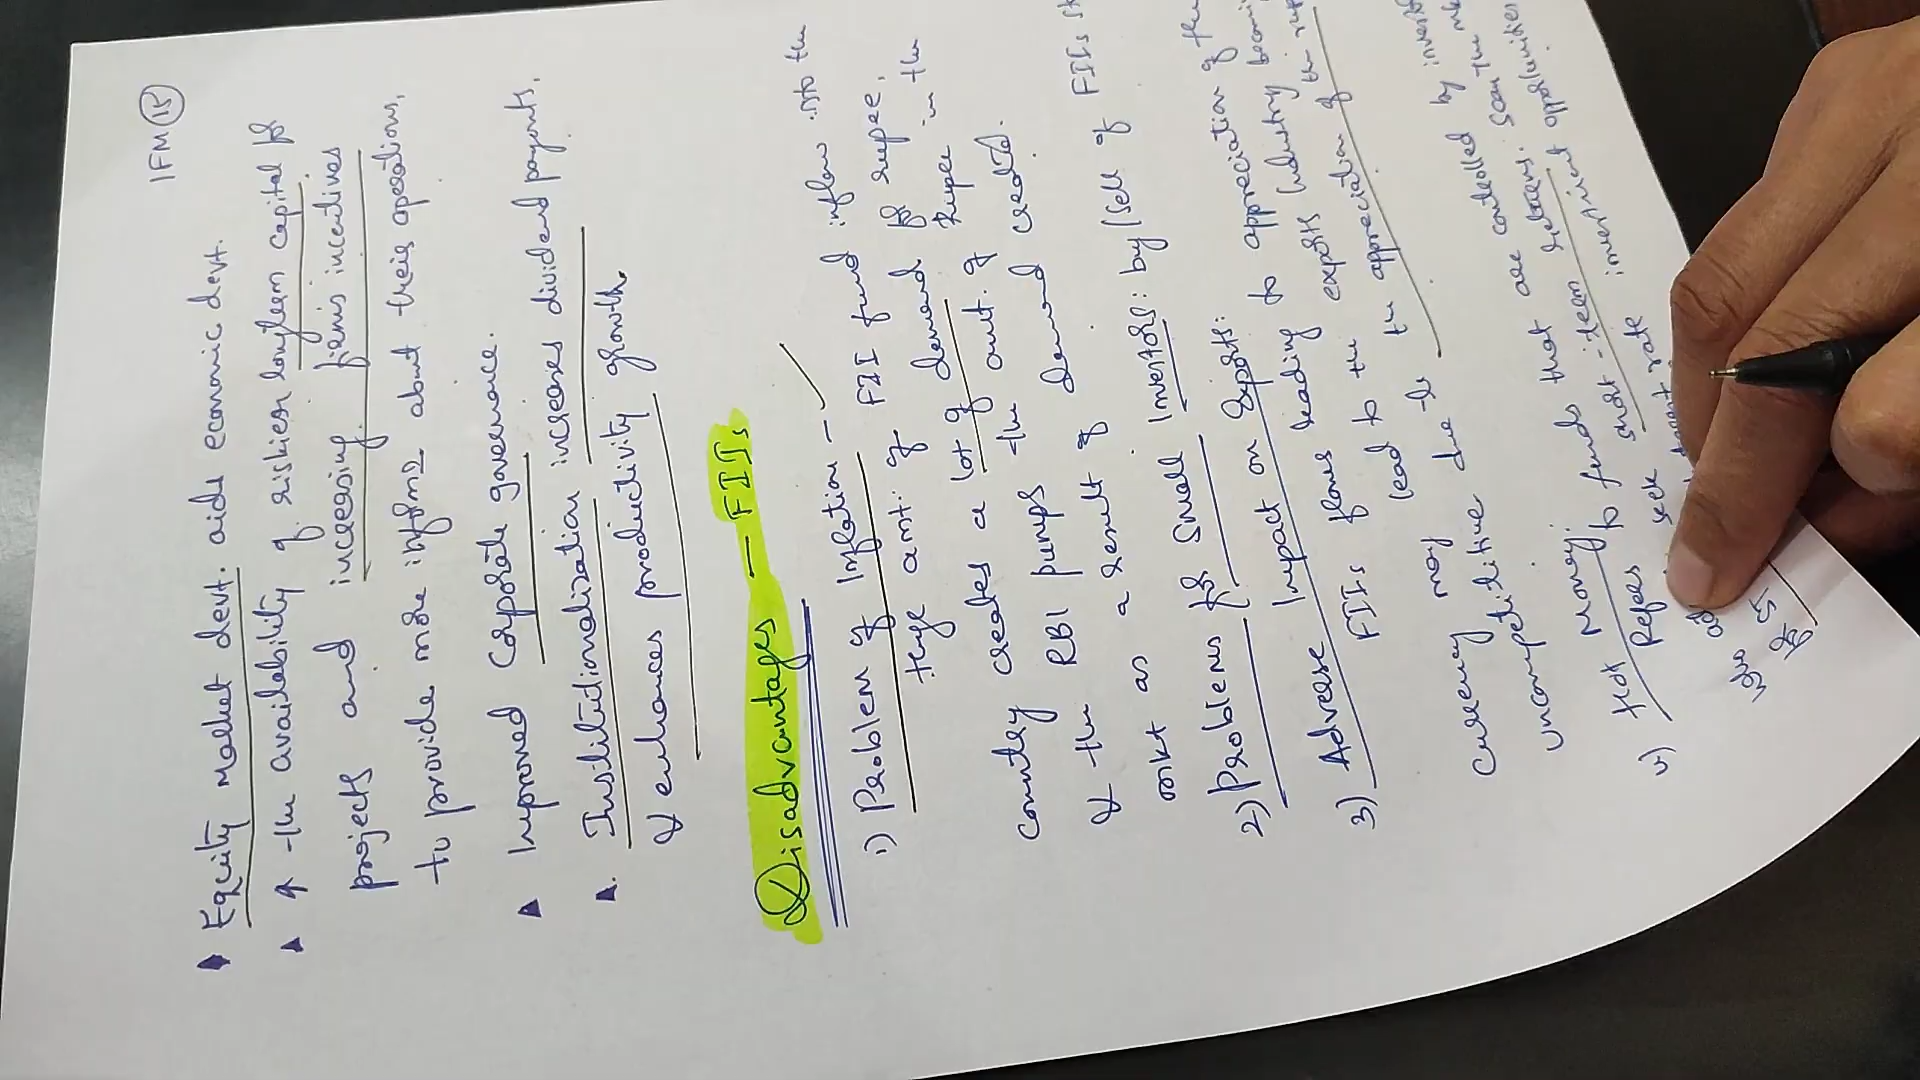 IFM 15
Equity Market devt. aids economic devt.
↑ the availability of riskier longterm capital for
projects and increasing firms incentives
to provide more inform2 about their operations.
Improved Corporate governance.
Institutionalization increases dividend payouts,
& enhances productivity growth
Disadvantages — FIIs
1) Problem of Inflation –
Huge amt. of FII fund inflow into the
country creates a lot of demand for rupee,
& the RBI pumps the amt. of Rupee in the
mkt as a result of demand created.
2) Problems for Small Investors: buy/sell of FIIs
3) Adverse Impact on Exports:
FIIs flows leading to appreciation of the
currency may lead to the exports industry
uncompetitive due to the appreciation of the
4) Hot Money:
Refers to funds that are controlled by
seek short-term return. scan the
investment opportunities